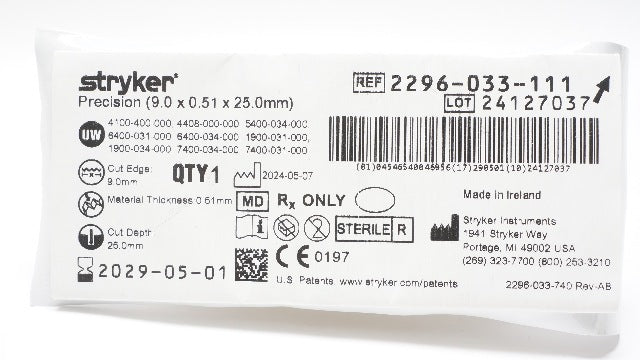 stryker®
REF 2296-033-111
Precision (9.0 x 0.51 x 25.0mm)
LOT 24127037
UW
4100-400-000, 4408-000-000, 5400-034-000,
6400-031-000, 6400-034-000, 1900-031-000,
1900-034-000, 7400-034-000, 7400-031-000
(01)04546540846956(17)290501(10)24127037
Cut Edge:
9.0mm
QTY 1
2024-05-07
Material Thickness:0.51mm
MD
Rx ONLY
Made in Ireland
Cut Depth:
25.0mm
STERILE R
Stryker Instruments
1941 Stryker Way
Portage, MI 49002 USA
(269) 323-7700 (800) 253-3210
2029-05-01
CE 0197
U.S. Patents: www.stryker.com/patents
2296-033-740 Rev-AB